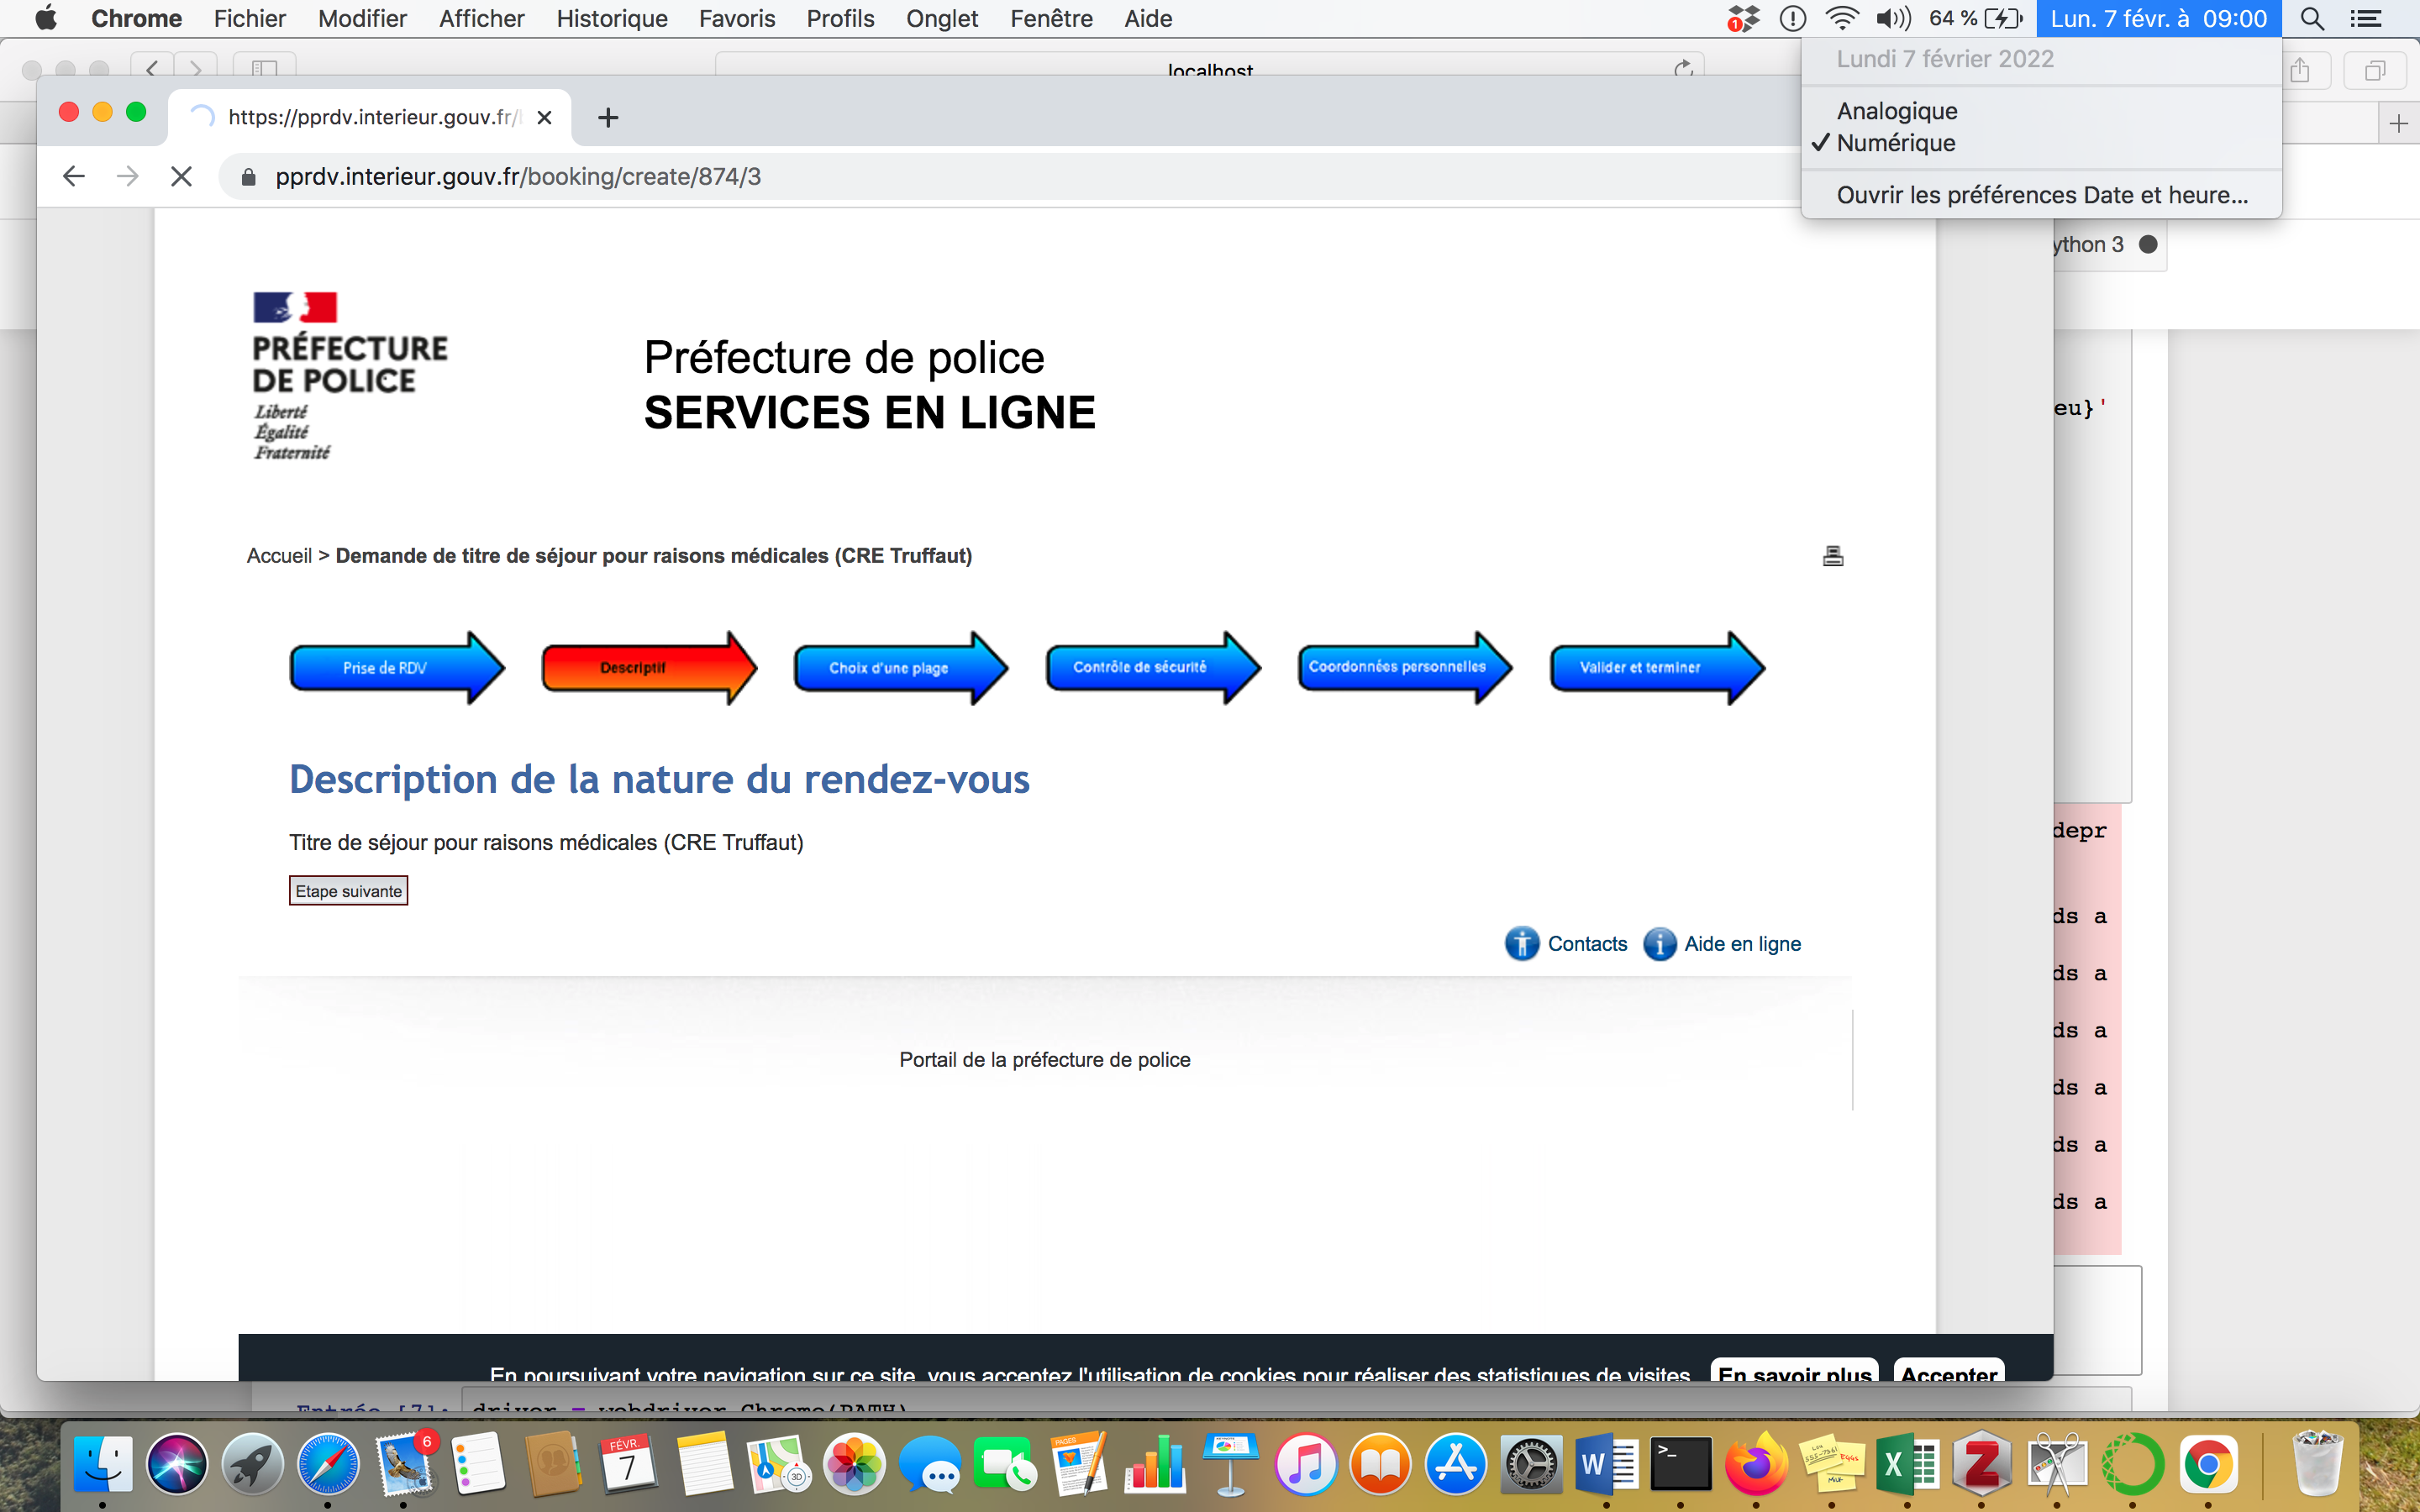 Chrome Fichier Modifier Afficher Historique Favoris Profils Onglet Fenêtre Aide
1 64 % Lun. 7 févr. à 09:00
Lundi 7 février 2022
Analogique
✓ Numérique
Ouvrir les préférences Date et heure...
localhost
https://pprdv.interieur.gouv.fr/
pprdv.interieur.gouv.fr/booking/create/874/3
ython 3
eu}'
PRÉFECTURE
DE POLICE
Liberté
Égalité
Fraternité
Préfecture de police
SERVICES EN LIGNE
Accueil > Demande de titre de séjour pour raisons médicales (CRE Truffaut)
Prise de RDV
Descriptif
Choix d'une plage
Contrôle de sécurité
Coordonnées personnelles
Valider et terminer
Description de la nature du rendez-vous
Titre de séjour pour raisons médicales (CRE Truffaut)
Etape suivante
Contacts
Aide en ligne
Portail de la préfecture de police
depr
ds a
ds a
ds a
ds a
ds a
ds a
En poursuivant votre navigation sur ce site, vous acceptez l'utilisation de cookies pour réaliser des statistiques de visites
En savoir plus
Accepter
Entrée [7]: driver = webdriver.Chrome(PATH)
6
FÉVR.
7
3D
PAGES
W
>_
X
Z